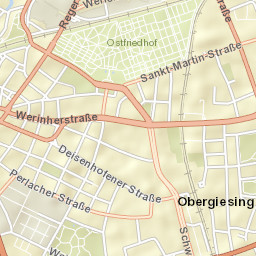 Ostfriedhof
Sankt-Martin-Straße
Werinherstraße
Deisenhofener Straße
Perlacher Straße
Obergiesing